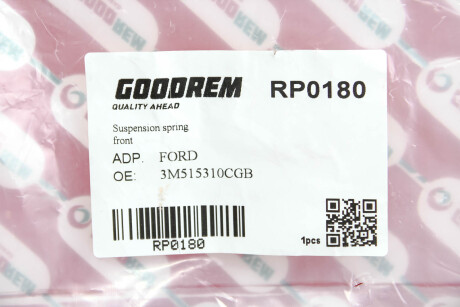 GOODREM RP0180
QUALITY AHEAD
Suspension spring
front
ADP. FORD
OE: 3M515310CGB
RP0180
1pcs